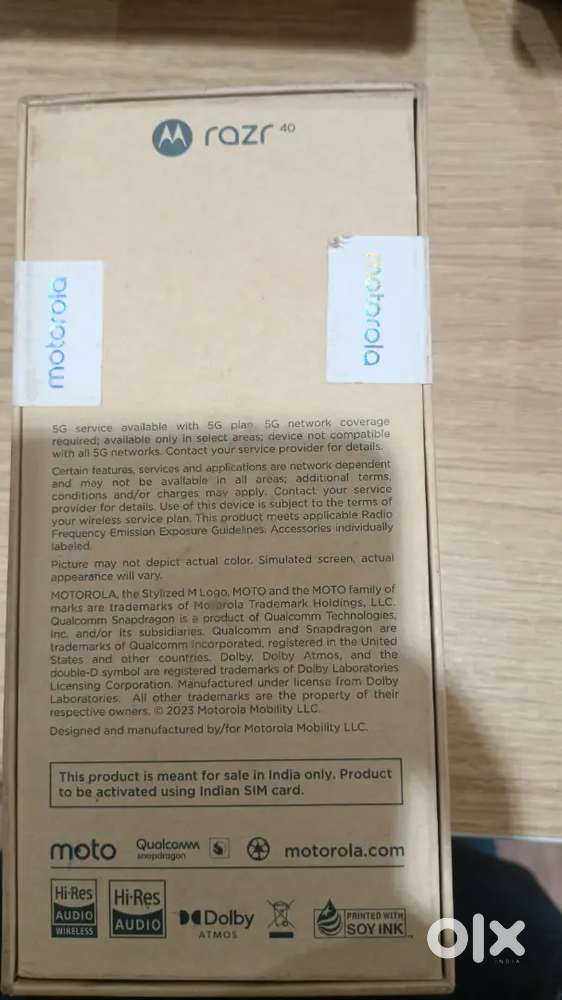 razr 40
motorola
motorola
5G service available with 5G plan, 5G network coverage
required; available only in select areas; device not compatible
with all 5G networks. Contact your service provider for details.
Certain features, services and applications are network dependent
and may not be available in all areas; additional terms,
conditions and/or charges may apply. Contact your service
provider for details. Use of this device is subject to the terms of
your wireless service plan. This product meets applicable Radio
Frequency Emission Exposure Guidelines. Accessories individually
labeled.
Picture may not depict actual color. Simulated screen, actual
appearance will vary.
MOTOROLA, the Stylized M Logo, MOTO and the MOTO family of
marks are trademarks of Motorola Trademark Holdings, LLC.
Qualcomm Snapdragon is a product of Qualcomm Technologies,
Inc. and/or its subsidiaries. Qualcomm and Snapdragon are
trademarks of Qualcomm Incorporated, registered in the United
States and other countries. Dolby, Dolby Atmos, and the
double-D symbol are registered trademarks of Dolby Laboratories
Licensing Corporation. Manufactured under license from Dolby
Laboratories. All other trademarks are the property of their
respective owners. © 2023 Motorola Mobility LLC.
Designed and manufactured by/for Motorola Mobility LLC.
This product is meant for sale in India only. Product
to be activated using Indian SIM card.
moto Qualcomm snapdragon motorola.com
Hi-Res AUDIO WIRELESS
Hi-Res AUDIO
Dolby ATMOS
PRINTED WITH SOY INK
olx
INDIA